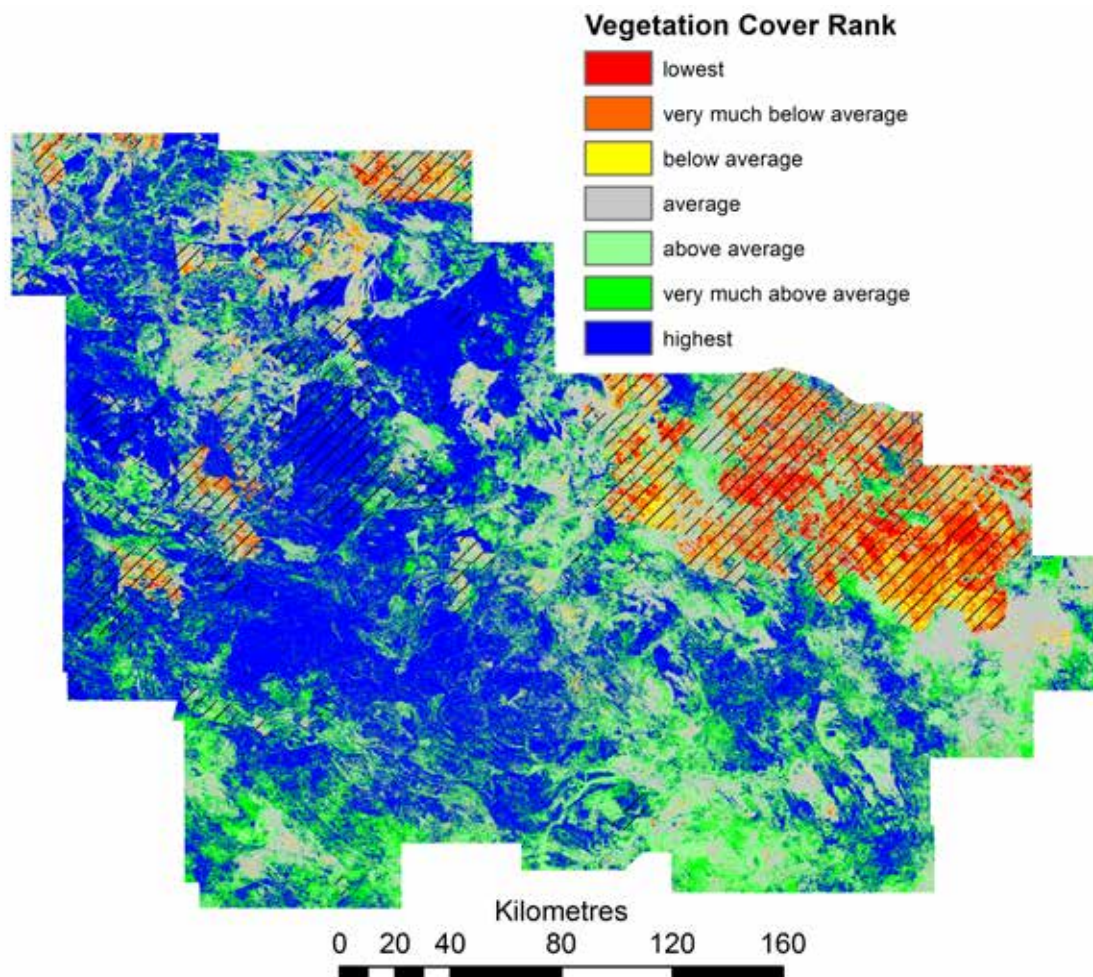 Vegetation Cover Rank
lowest
very much below average
below average
average
above average
very much above average
highest
Kilometres
0 20 40 80 120 160